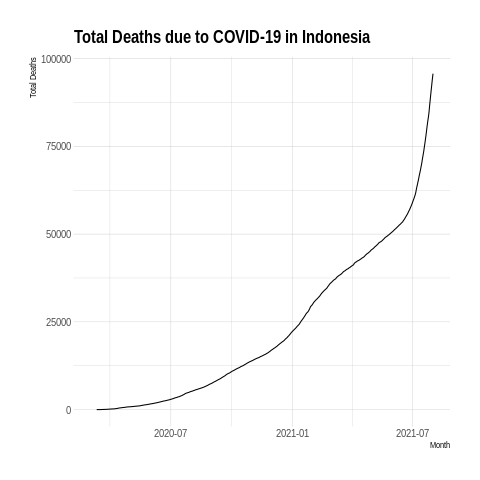 Total Deaths due to COVID-19 in Indonesia
Total Deaths
100000
75000
50000
25000
0
2020-07
2021-01
2021-07
Month